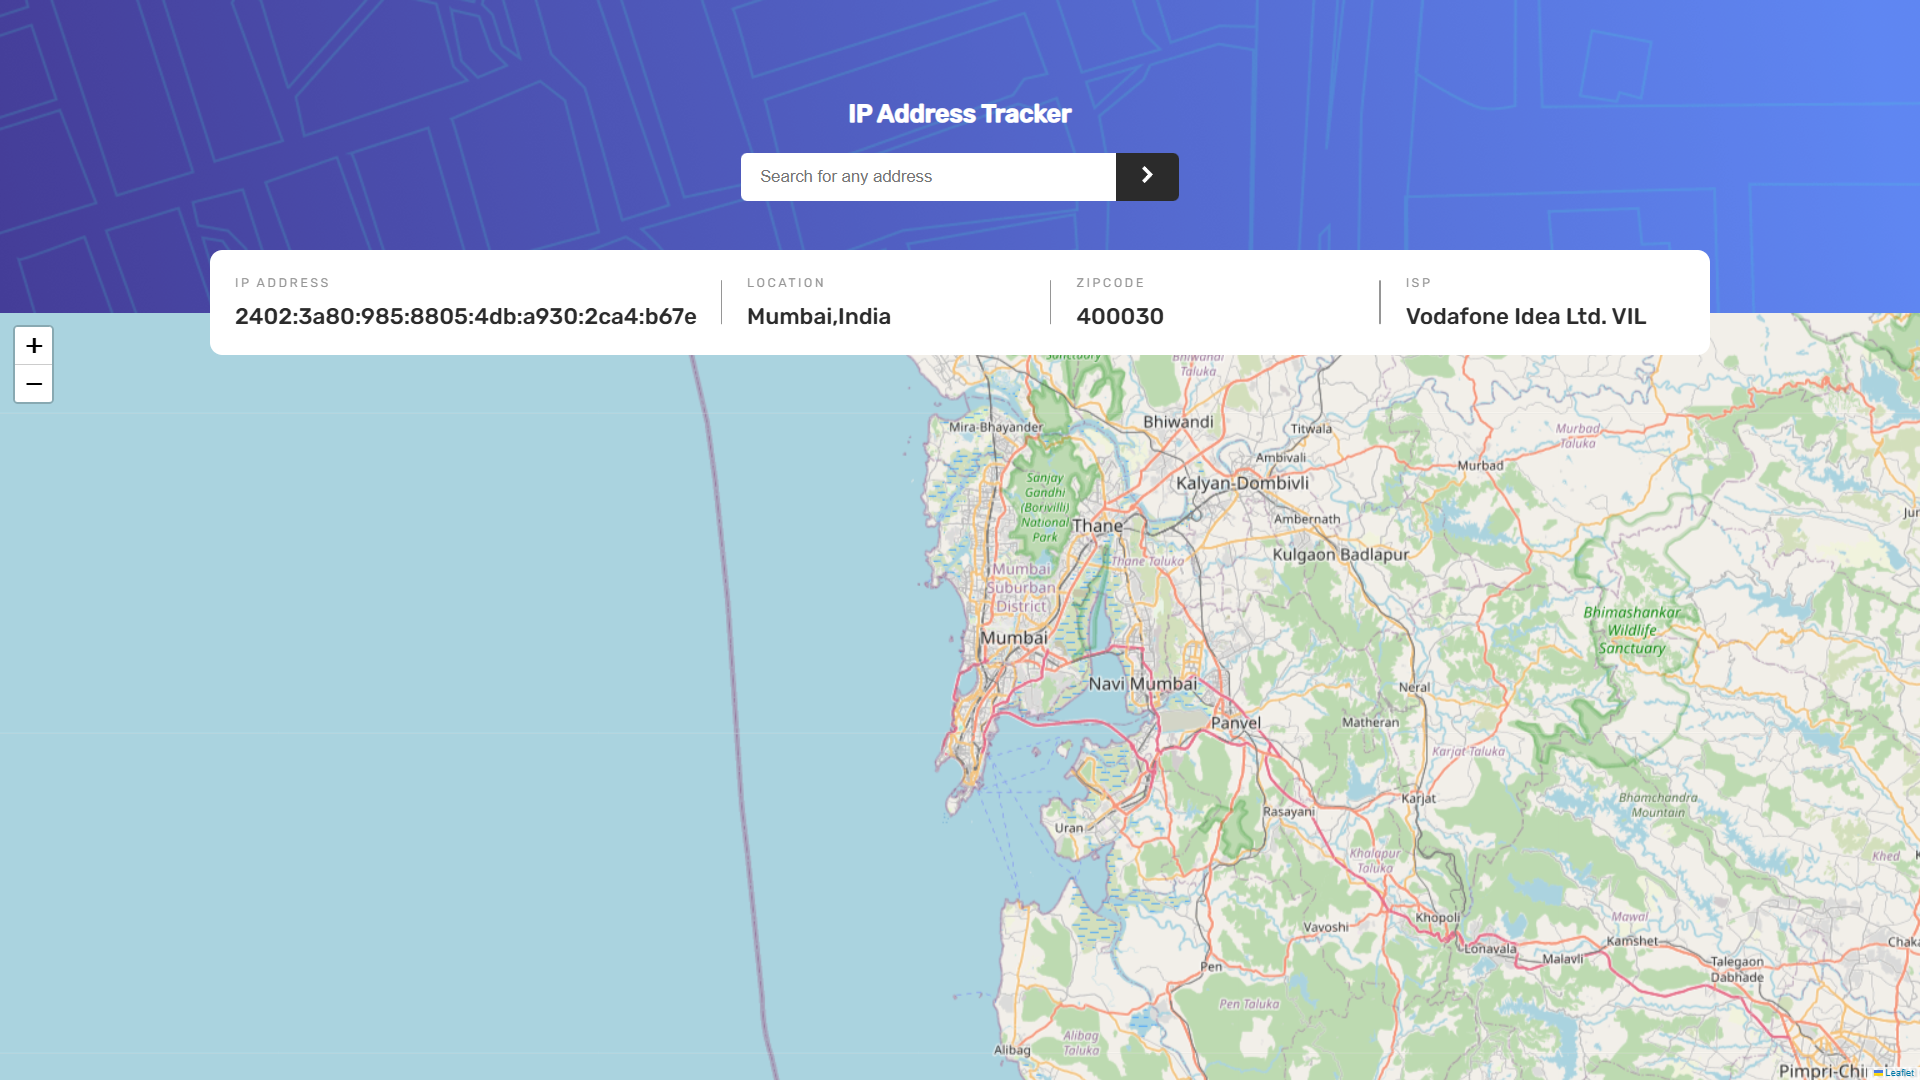 IP Address Tracker
Search for any address
IP ADDRESS
2402:3a80:985:8805:4db:a930:2ca4:b67e
LOCATION
Mumbai,India
ZIPCODE
400030
ISP
Vodafone Idea Ltd. VIL
+
−
Sanctuary
Bhiwandi
Taluka
Mira-Bhayander
Bhiwandi
Titwala
Murbad
Taluka
Ambivali
Murbad
Sanjay
Gandhi
(Borivili)
National
Park
Kalyan-Dombivli
Thane
Ambernath
Kulgaon Badlapur
Thane Taluka
Mumbai
Suburban
District
Bhimashankar
Wildlife
Sanctuary
Mumbai
Navi Mumbai
Neral
Panvel
Matheran
Karjat Taluka
Karjat
Bhamchandra
Mountain
Rasayani
Uran
Khalapur
Taluka
Khed
Khopoli
Mawal
Vavoshi
Lonavala
Kamshet
Chaka
Malavli
Talegaon
Dabhade
Pen
Pen Taluka
Alibag
Taluka
Alibag
Pimpri-Chi
Leaflet